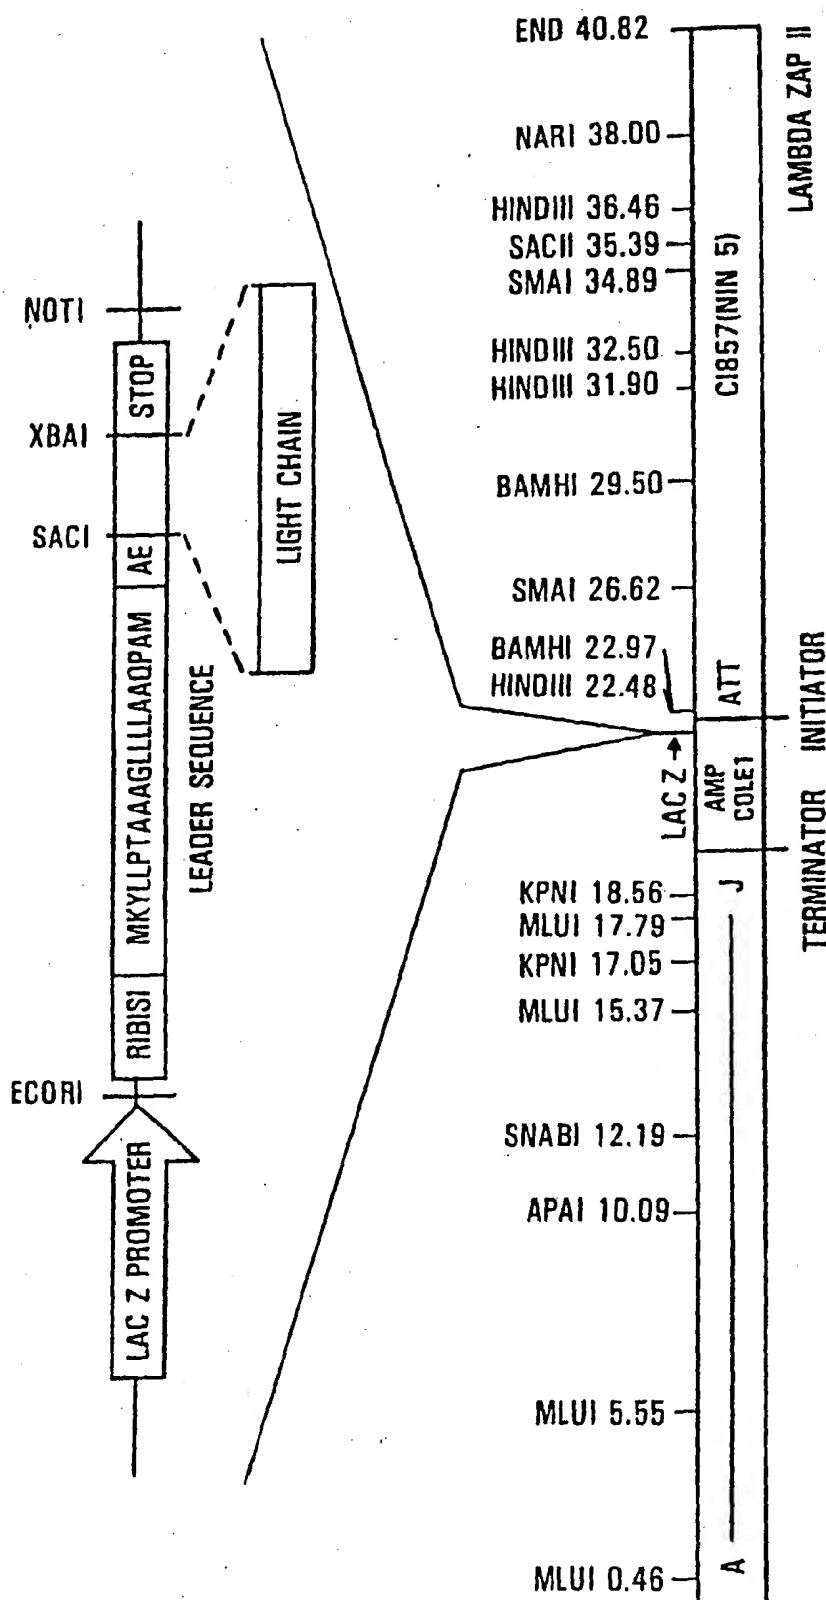 NOTI
XBAI
SACI
ECORI
STOP
AE
MKYLLPTAAAGLLLLAAQPAM
RIBISI
LAC Z PROMOTER
LEADER SEQUENCE
LIGHT CHAIN
END 40.82
NARI 38.00
HINDIII 36.46
SACII 35.39
SMAI 34.89
HINDIII 32.50
HINDIII 31.90
BAMHI 29.50
SMAI 26.62
BAMHI 22.97
HINDIII 22.48
LAC Z
KPNI 18.56
MLUI 17.79
KPNI 17.05
MLUI 15.37
SNABI 12.19
APAI 10.09
MLUI 5.55
MLUI 0.46
CI857(NIN 5)
ATT
AMP
COLE1
J
A
LAMBDA ZAP II
INITIATOR
TERMINATOR